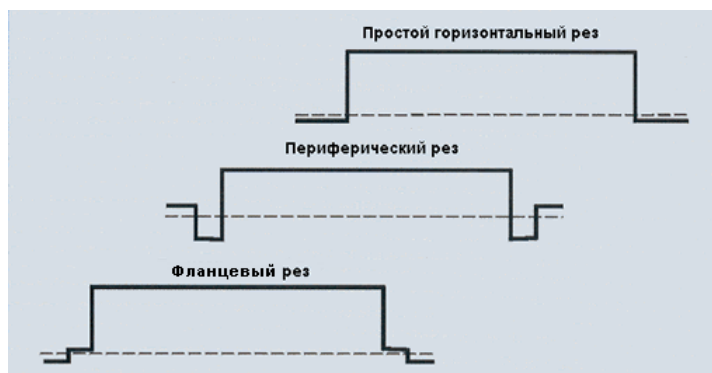 Простой горизонтальный рез
Периферический рез
Фланцевый рез